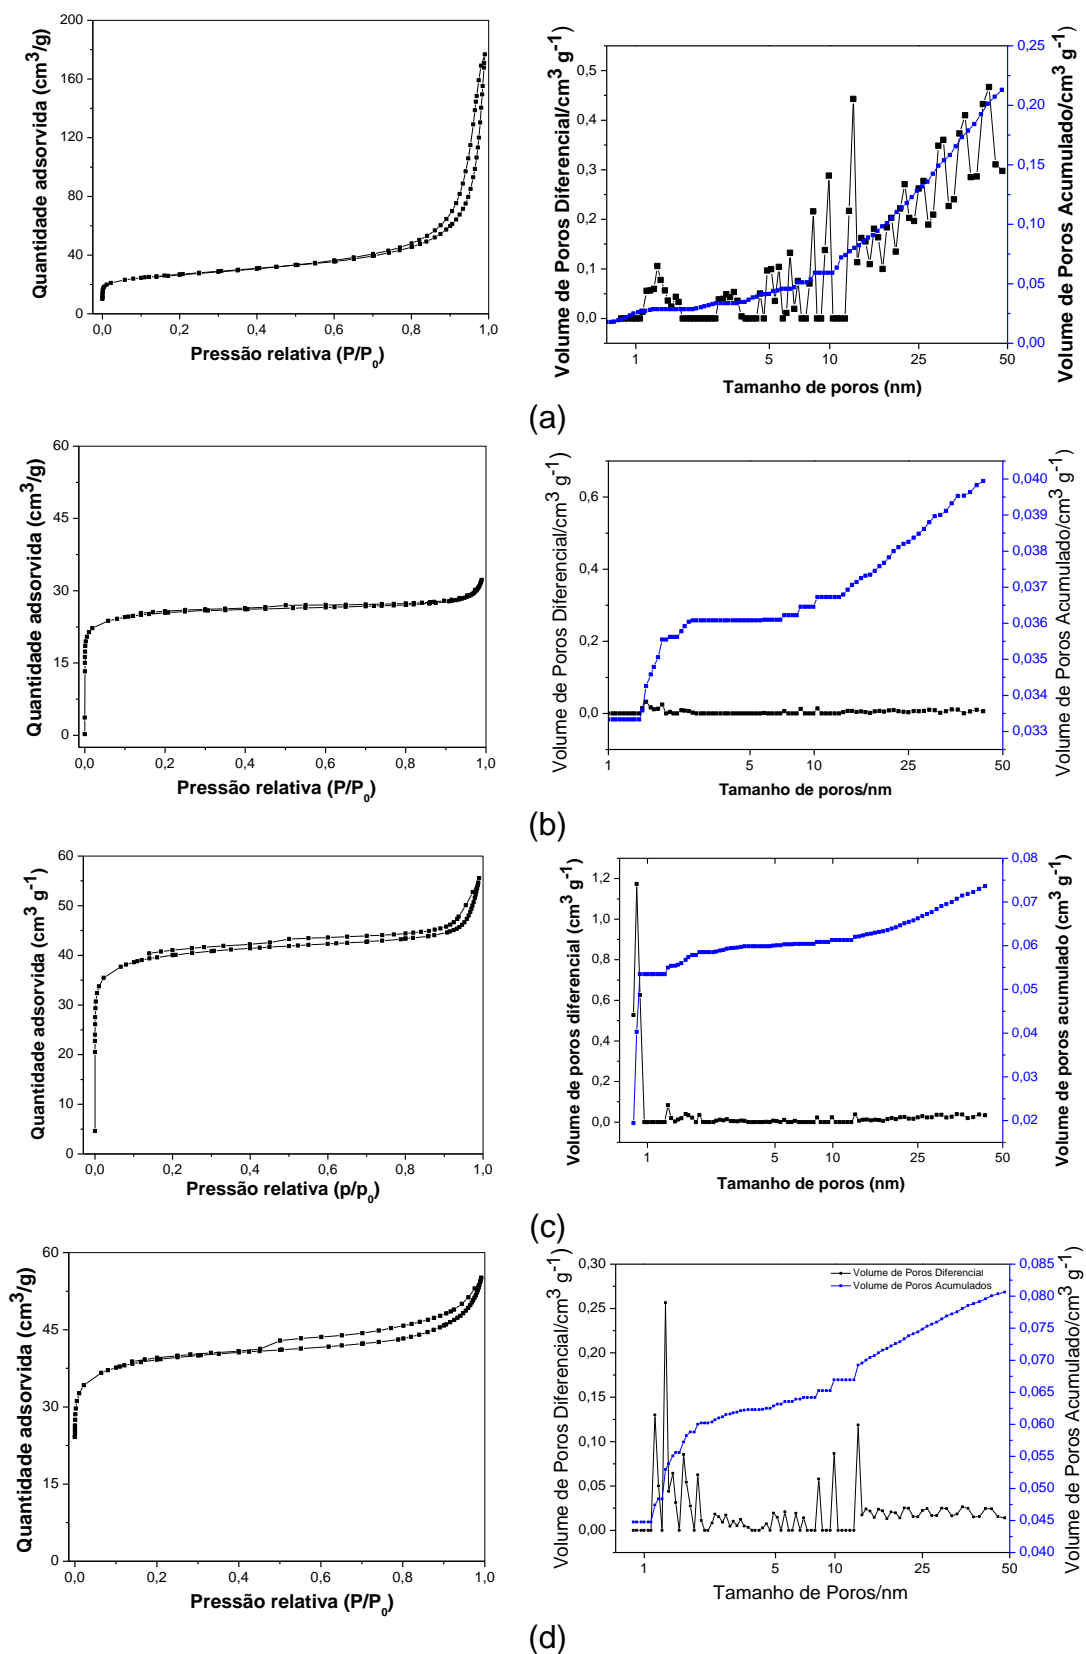 Quantidade adsorvida (cm3/g)
200
160
120
80
40
0
0,0 0,2 0,4 0,6 0,8 1,0
Pressão relativa (P/P0)
Volume de Poros Diferencial/cm3 g-1
0,5
0,4
0,3
0,2
0,1
0,0
1 5 10 25 50
Tamanho de poros (nm)
0,25
0,20
0,15
0,10
0,05
0,00
Volume de Poros Acumulado/cm3 g-1
(a)
Quantidade adsorvida (cm3/g)
60
45
30
15
0
0,0 0,2 0,4 0,6 0,8 1,0
Pressão relativa (P/P0)
Volume de Poros Diferencial/cm3 g-1
0,6
0,4
0,2
0,0
1 5 10 25 50
Tamanho de poros/nm
0,040
0,039
0,038
0,037
0,036
0,035
0,034
0,033
Volume de Poros Acumulado/cm3 g-1
(b)
Quantidade adsorvida (cm3 g-1)
60
50
40
30
20
10
0
0,0 0,2 0,4 0,6 0,8 1,0
Pressão relativa (p/p0)
Volume de poros diferencial (cm3 g-1)
1,2
1,0
0,8
0,6
0,4
0,2
0,0
1 5 10 25 50
Tamanho de poros (nm)
0,08
0,07
0,06
0,05
0,04
0,03
0,02
Volume de poros acumulado (cm3 g-1)
(c)
Quantidade adsorvida (cm3/g)
60
45
30
15
0
0,0 0,2 0,4 0,6 0,8 1,0
Pressão relativa (P/P0)
Volume de Poros Diferencial/cm3 g-1
0,30
0,25
0,20
0,15
0,10
0,05
0,00
Volume de Poros Diferencial
Volume de Poros Acumulados
1 5 10 25 50
Tamanho de Poros/nm
0,085
0,080
0,075
0,070
0,065
0,060
0,055
0,050
0,045
0,040
Volume de Poros Acumulado/cm3 g-1
(d)